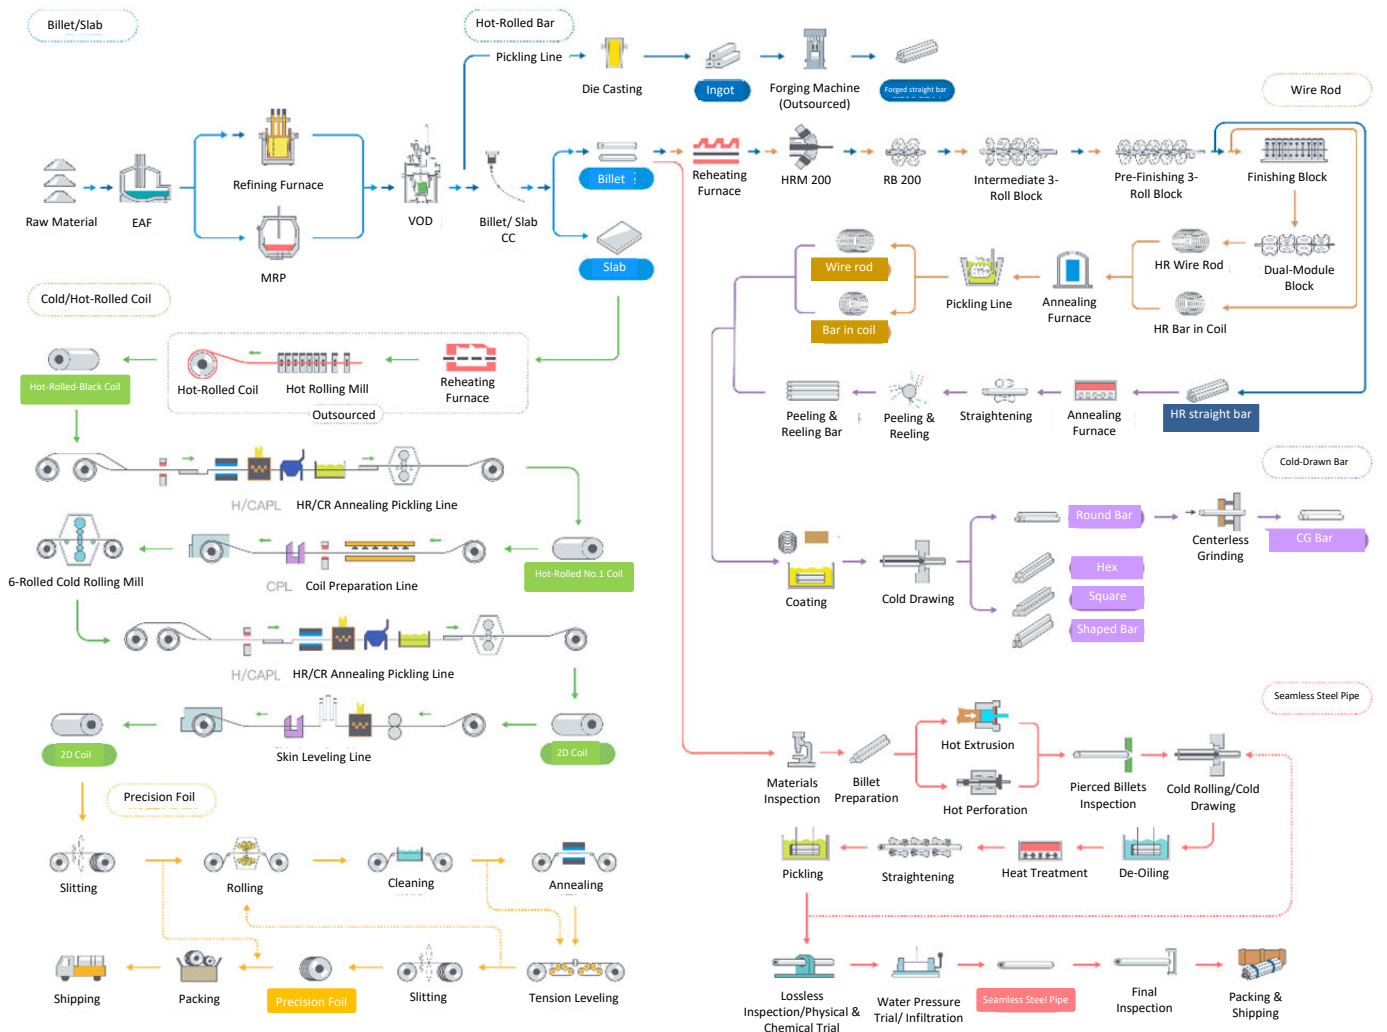 Billet/Slab
Hot-Rolled Bar
Pickling Line
Die Casting
Ingot
Forging Machine
(Outsourced)
Forged straight bar
Wire Rod
Raw Material
EAF
Refining Furnace
MRP
VOD
Billet/ Slab
CC
Billet
Slab
Reheating
Furnace
HRM 200
RB 200
Intermediate 3-
Roll Block
Pre-Finishing 3-
Roll Block
Finishing Block
Dual-Module
Block
HR Wire Rod
HR Bar in Coil
Annealing
Furnace
Pickling Line
Wire rod
Bar in coil
Cold/Hot-Rolled Coil
Hot-Rolled-Black Coil
Hot-Rolled Coil
Hot Rolling Mill
Reheating
Furnace
Outsourced
Peeling &
Reeling Bar
Peeling &
Reeling
Straightening
Annealing
Furnace
HR straight bar
H/CAPL
HR/CR Annealing Pickling Line
Cold-Drawn Bar
6-Rolled Cold Rolling Mill
CPL
Coil Preparation Line
Hot-Rolled No.1 Coil
Coating
Cold Drawing
Round Bar
Hex
Square
Shaped Bar
Centerless
Grinding
CG Bar
H/CAPL
HR/CR Annealing Pickling Line
2D Coil
Skin Leveling Line
2D Coil
Seamless Steel Pipe
Materials
Inspection
Billet
Preparation
Hot Extrusion
Hot Perforation
Pierced Billets
Inspection
Cold Rolling/Cold
Drawing
Precision Foil
Slitting
Rolling
Cleaning
Annealing
Pickling
Straightening
Heat Treatment
De-Oiling
Shipping
Packing
Precision Foil
Slitting
Tension Leveling
Lossless
Inspection/Physical &
Chemical Trial
Water Pressure
Trial/ Infiltration
Seamless Steel Pipe
Final
Inspection
Packing &
Shipping